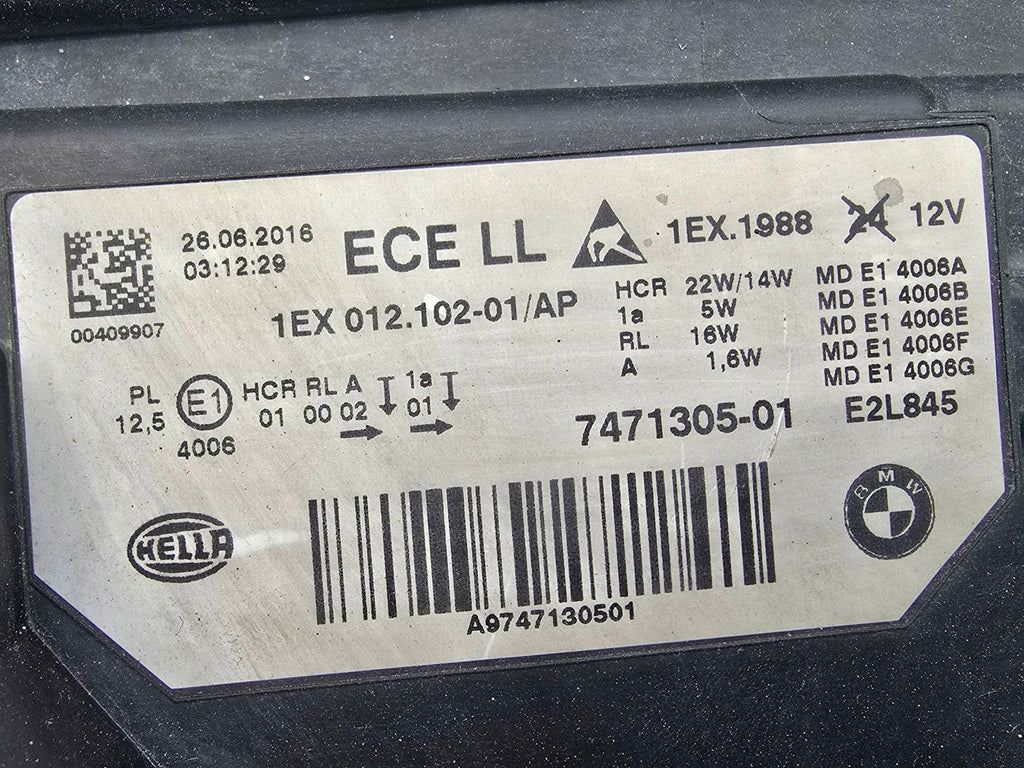 26.06.2016
03:12:29
ECE LL
1EX.1988
24 12V
00409907
1EX 012.102-01/AP
HCR 22W/14W
1a 5W
RL 16W
A 1,6W
MD E1 4006A
MD E1 4006B
MD E1 4006E
MD E1 4006F
MD E1 4006G
PL
12,5
E1
4006
HCR RL A 1a
01 00 02 01
7471305-01
E2L845
HELLA
BMW
A9747130501